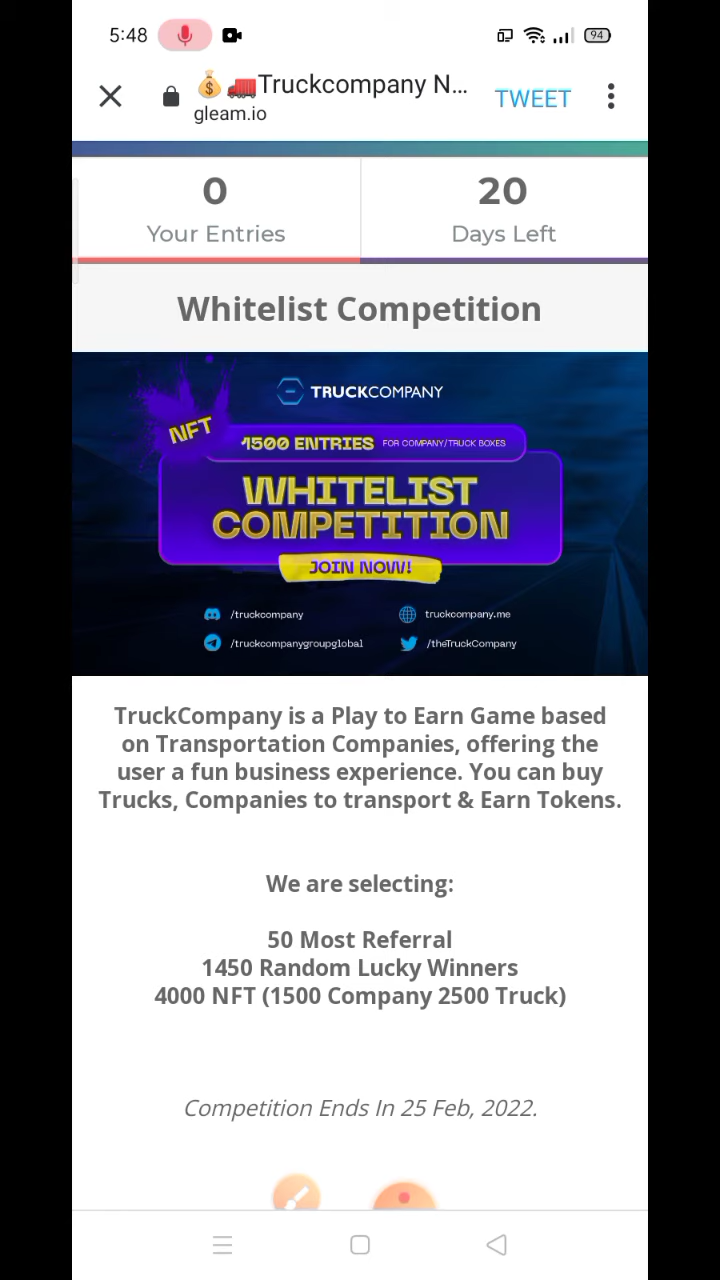 5:48
94
💰🚛Truckcompany N...
TWEET
gleam.io
0
20
Your Entries
Days Left
Whitelist Competition
TRUCKCOMPANY
NFT
1500 ENTRIES FOR COMPANY/TRUCK BOXES
WHITELIST
COMPETITION
JOIN NOW!
/truckcompany
truckcompany.me
/truckcompanygroupglobal
/theTruckCompany
TruckCompany is a Play to Earn Game based
on Transportation Companies, offering the
user a fun business experience. You can buy
Trucks, Companies to transport & Earn Tokens.
We are selecting:
50 Most Referral
1450 Random Lucky Winners
4000 NFT (1500 Company 2500 Truck)
Competition Ends In 25 Feb, 2022.